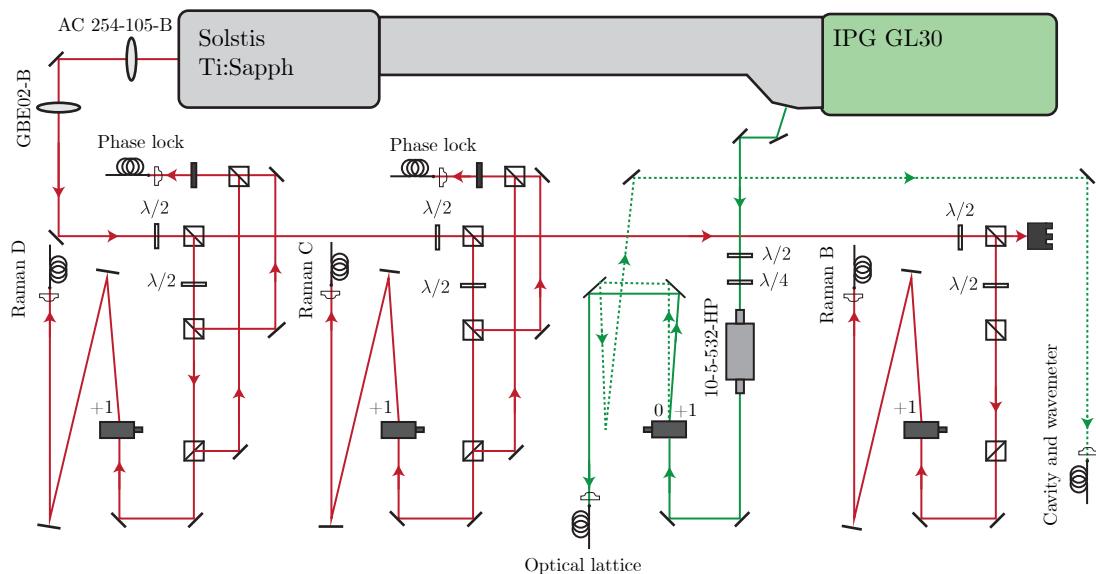 AC 254-105-B
Solstis
Ti:Sapph
IPG GL30
GBE02-B
Phase lock
Phase lock
λ/2
λ/2
λ/2
λ/2
λ/2
λ/2
λ/4
λ/2
Raman D
Raman C
10-5-532-HP
Raman B
+1
+1
0
+1
+1
Cavity and wavemeter
Optical lattice